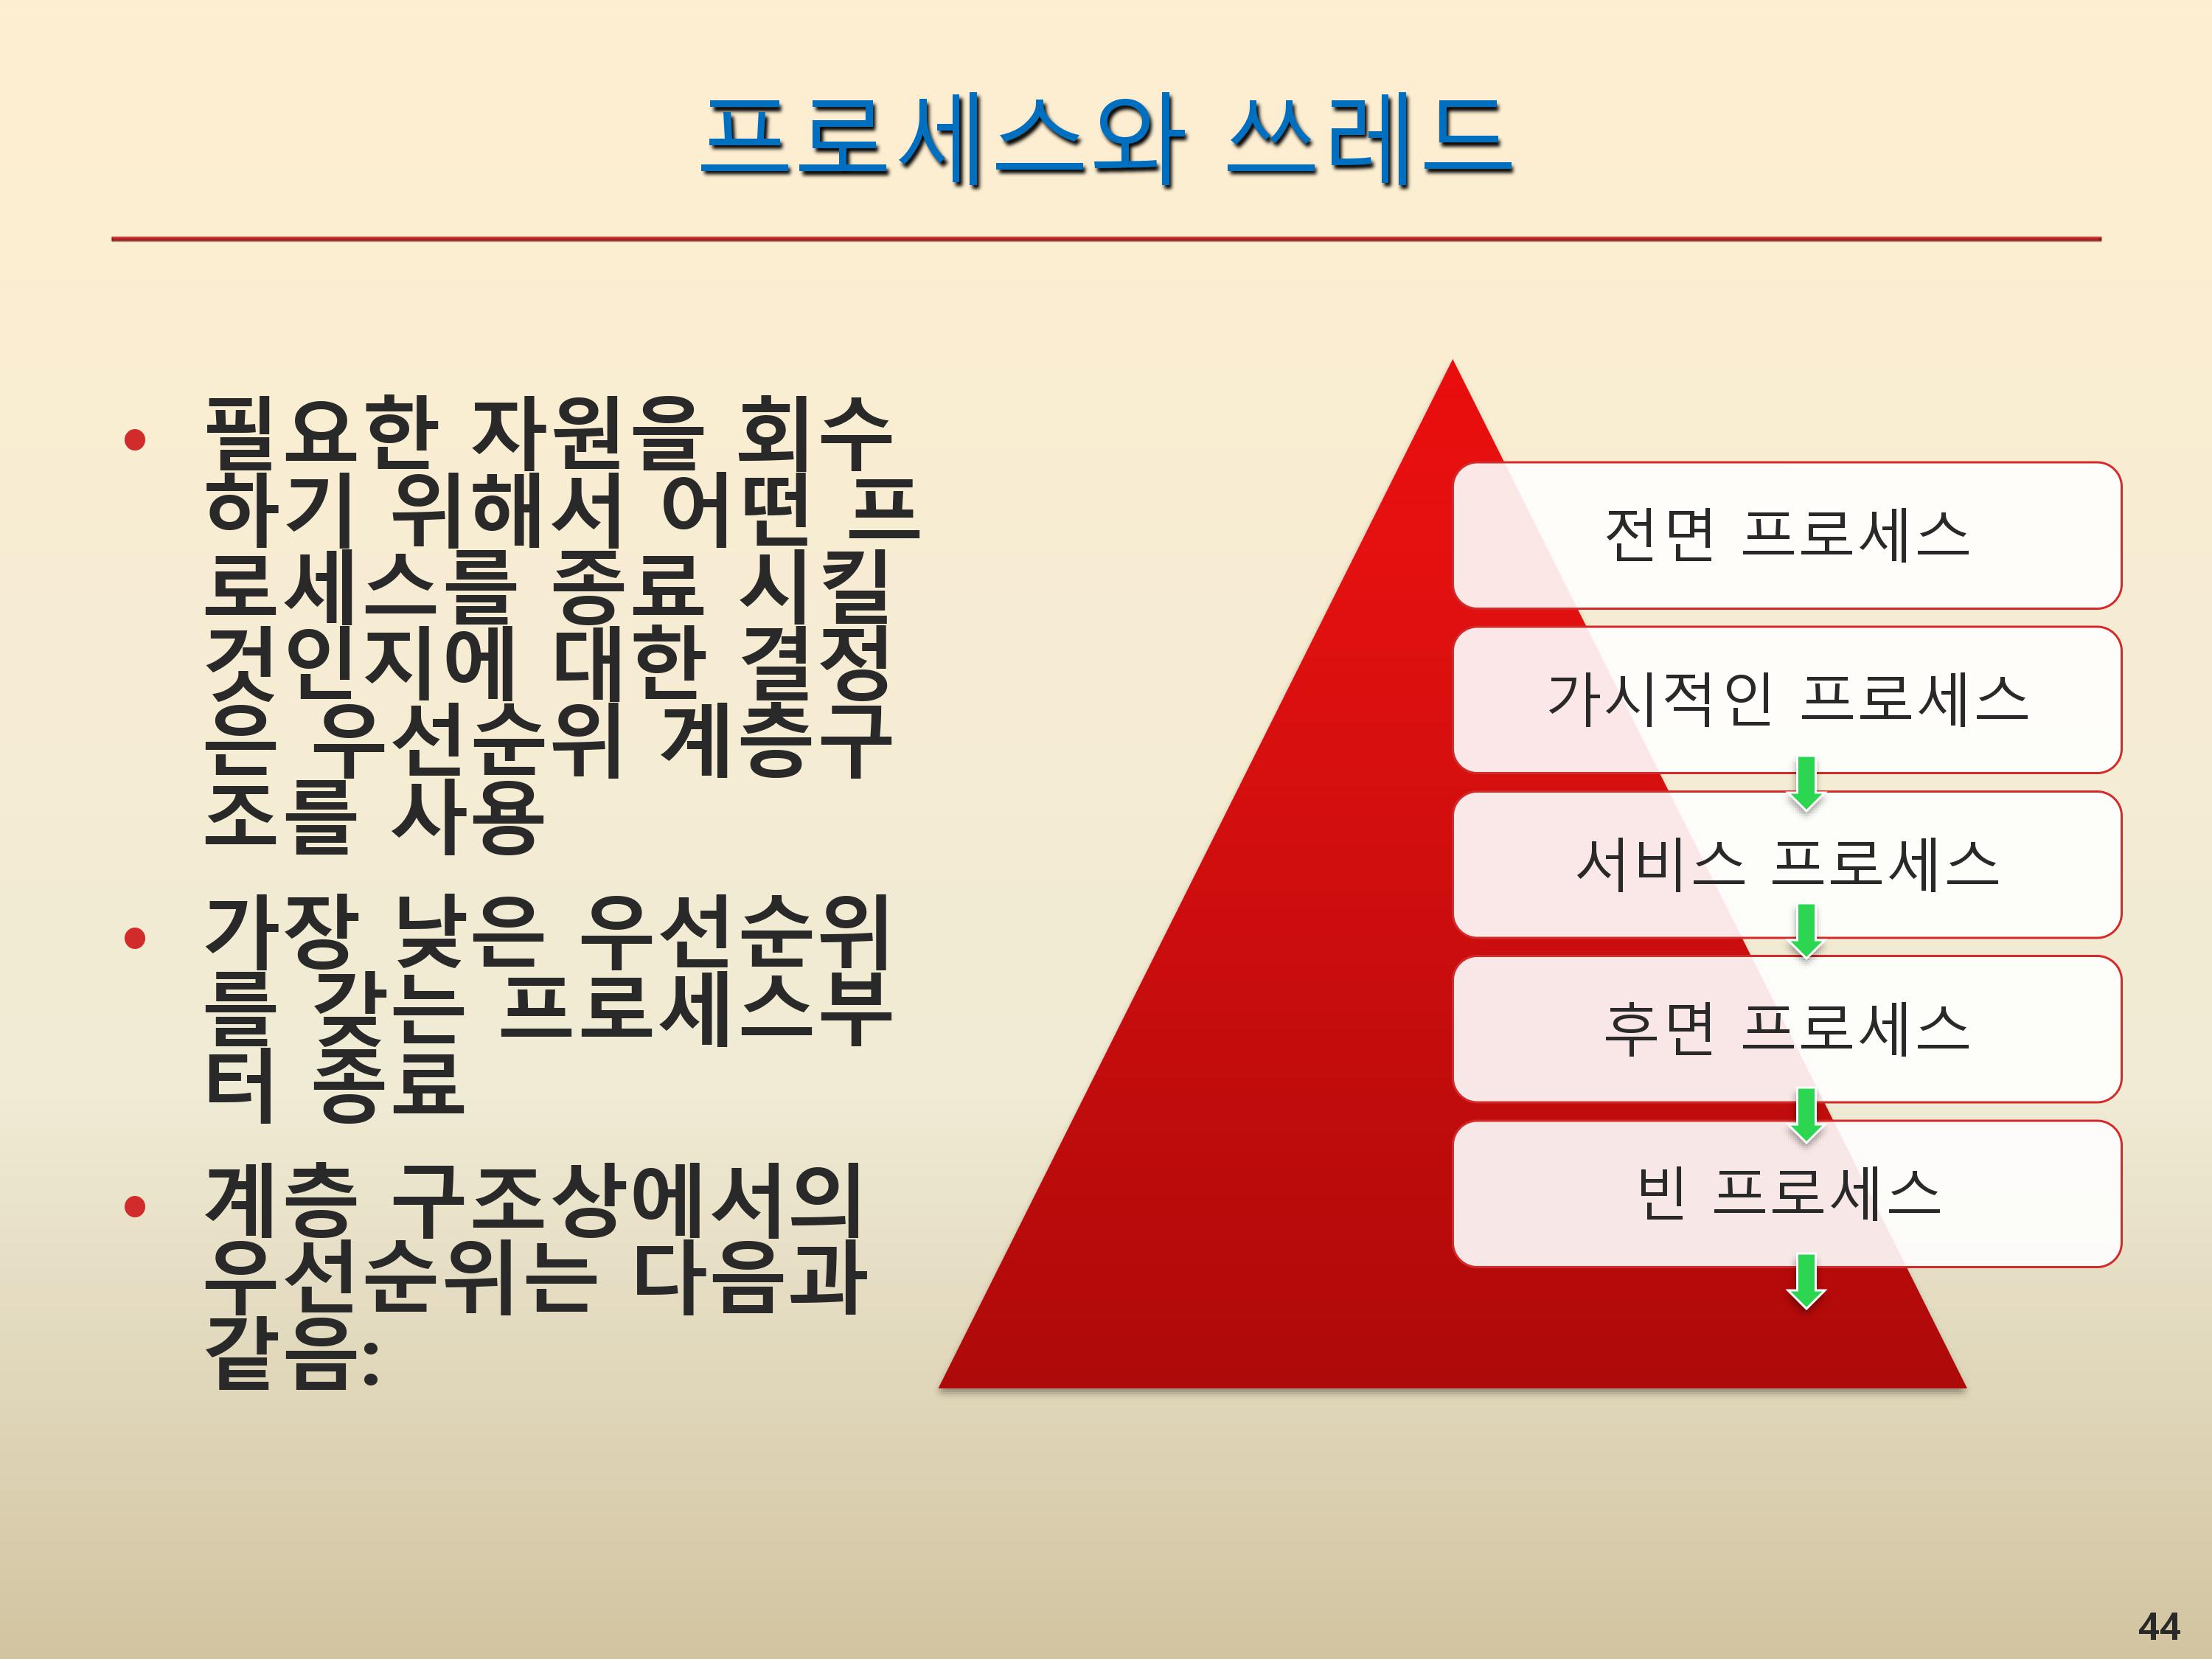 프로세스와 쓰레드
필요한 자원을 회수
하기 위해서 어떤 프
로세스를 종료 시킬
것인지에 대한 결정
은 우선순위 계층구
조를 사용
가장 낮은 우선순위
를 갖는 프로세스부
터 종료
계층 구조상에서의
우선순위는 다음과
같음:
전면 프로세스
가시적인 프로세스
서비스 프로세스
후면 프로세스
빈 프로세스
44